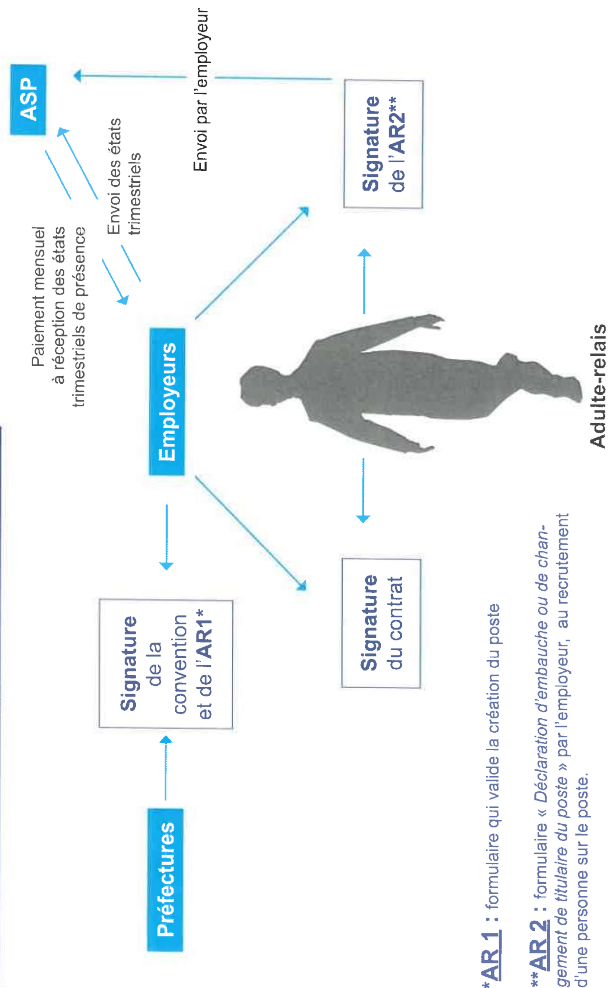 ASP
Paiement mensuel
à réception des états
trimestriels de présence
Envoi des états
trimestriels
Envoi par l'employeur
Préfectures
Signature
de la
convention
et de l'AR1*
Employeurs
Signature
du contrat
Signature
de l'AR2**
Adulte-relais
*AR 1 : formulaire qui valide la création du poste
**AR 2 : formulaire « Déclaration d'embauche ou de chan-
gement de titulaire du poste » par l'employeur, au recrutement
d'une personne sur le poste.